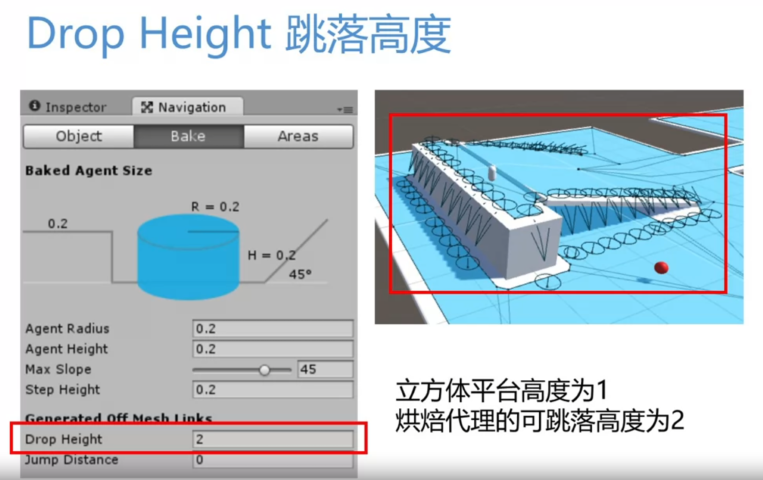 Drop Height 跳落高度
Inspector
Navigation
Object
Bake
Areas
Baked Agent Size
R = 0.2
0.2
H = 0.2
45°
Agent Radius 0.2
Agent Height 0.2
Max Slope 45
Step Height 0.2
Generated Off Mesh Links
Drop Height 2
Jump Distance 0
立方体平台高度为1
烘焙代理的可跳落高度为2